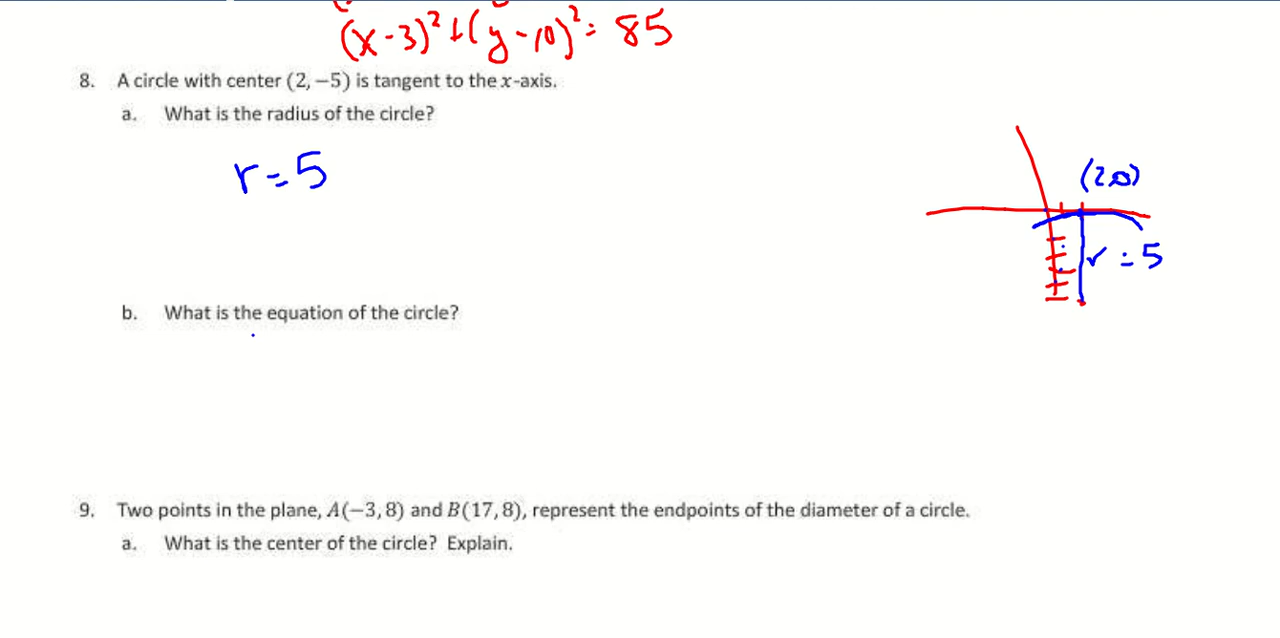 (x-3)²+(y-10)²= 85
8. A circle with center (2, −5) is tangent to the x-axis.
a. What is the radius of the circle?
r=5
(2,0)
r=5
b. What is the equation of the circle?
9. Two points in the plane, A(−3, 8) and B(17, 8), represent the endpoints of the diameter of a circle.
a. What is the center of the circle? Explain.